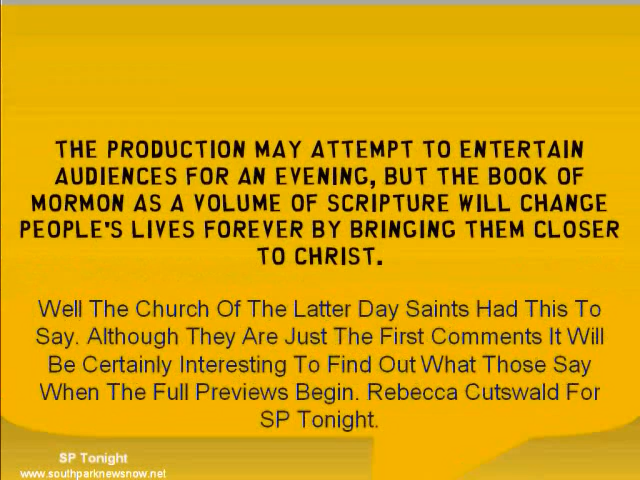 THE PRODUCTION MAY ATTEMPT TO ENTERTAIN
AUDIENCES FOR AN EVENING, BUT THE BOOK OF
MORMON AS A VOLUME OF SCRIPTURE WILL CHANGE
PEOPLE'S LIVES FOREVER BY BRINGING THEM CLOSER
TO CHRIST.
Well The Church Of The Latter Day Saints Had This To
Say. Although They Are Just The First Comments It Will
Be Certainly Interesting To Find Out What Those Say
When The Full Previews Begin. Rebecca Cutswald For
SP Tonight.
SP Tonight
www.southparknewsnow.net